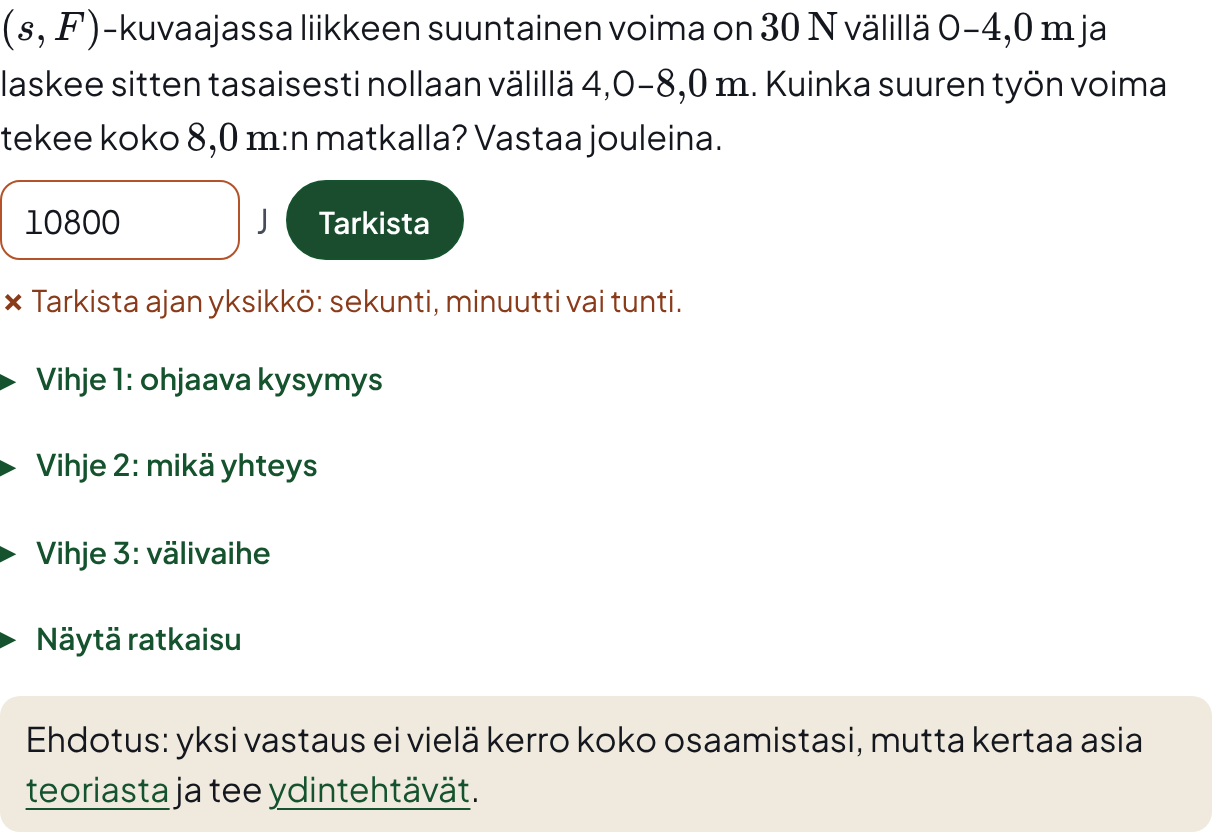 (s, F)-kuvaajassa liikkeen suuntainen voima on 30 N välillä 0–4,0 m ja
laskee sitten tasaisesti nollaan välillä 4,0–8,0 m. Kuinka suuren työn voima
tekee koko 8,0 m:n matkalla? Vastaa jouleina.
10800 J Tarkista
× Tarkista ajan yksikkö: sekunti, minuutti vai tunti.
▶ Vihje 1: ohjaava kysymys
▶ Vihje 2: mikä yhteys
▶ Vihje 3: välivaihe
▶ Näytä ratkaisu
Ehdotus: yksi vastaus ei vielä kerro koko osaamistasi, mutta kertaa asia
teoriasta ja tee ydintehtävät.